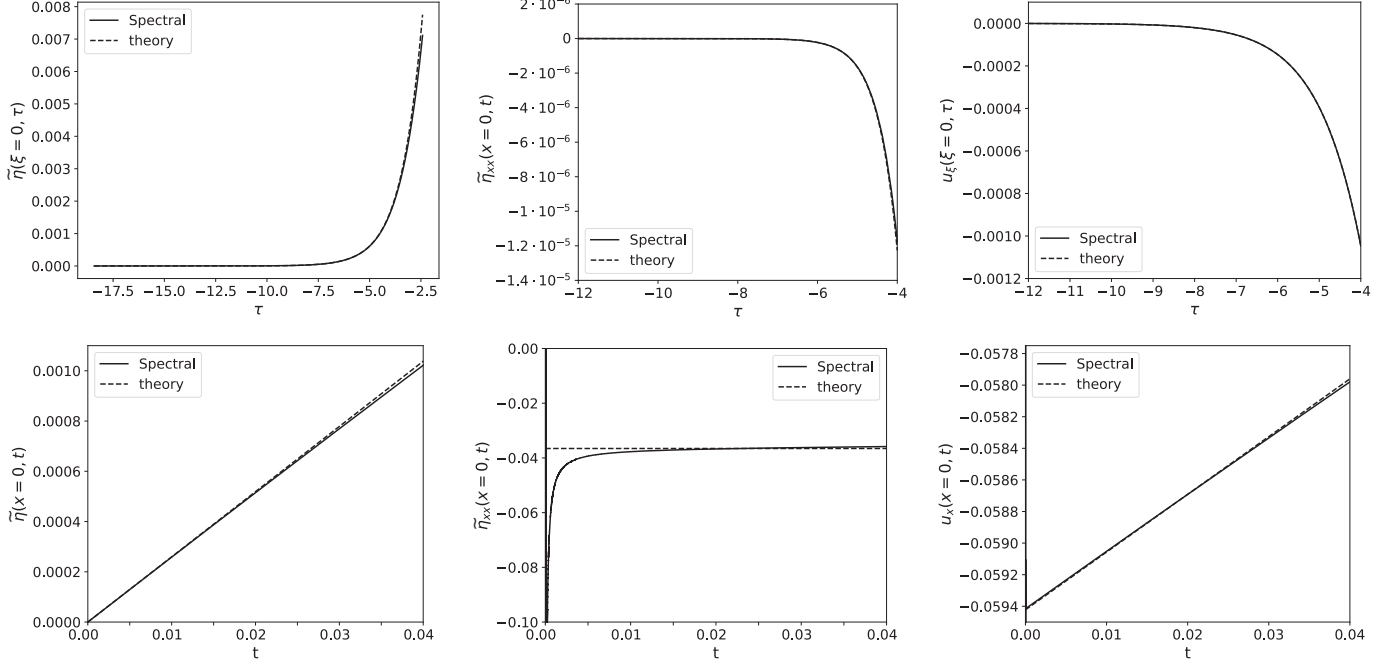 0.008
0.007
0.006
0.005
0.004
0.003
0.002
0.001
0.000
η̃(ξ = 0, τ)
Spectral
theory
−17.5 −15.0 −12.5 −10.0 −7.5 −5.0 −2.5
τ
2·10⁻⁶
0
−2·10⁻⁶
−4·10⁻⁶
−6·10⁻⁶
−8·10⁻⁶
−1·10⁻⁵
−1.2·10⁻⁵
−1.4·10⁻⁵
η̃ₓₓ(x = 0, t)
Spectral
theory
−12 −10 −8 −6 −4
τ
0.0000
−0.0002
−0.0004
−0.0006
−0.0008
−0.0010
−0.0012
u_ξ(ξ = 0, τ)
Spectral
theory
−12 −11 −10 −9 −8 −7 −6 −5 −4
τ
0.0010
0.0008
0.0006
0.0004
0.0002
0.0000
η̃(x = 0, t)
Spectral
theory
0.00 0.01 0.02 0.03 0.04
t
0.00
−0.02
−0.04
−0.06
−0.08
−0.10
η̃ₓₓ(x = 0, t)
Spectral
theory
0.00 0.01 0.02 0.03 0.04
t
−0.0578
−0.0580
−0.0582
−0.0584
−0.0586
−0.0588
−0.0590
−0.0592
−0.0594
uₓ(x = 0, t)
Spectral
theory
0.00 0.01 0.02 0.03 0.04
t